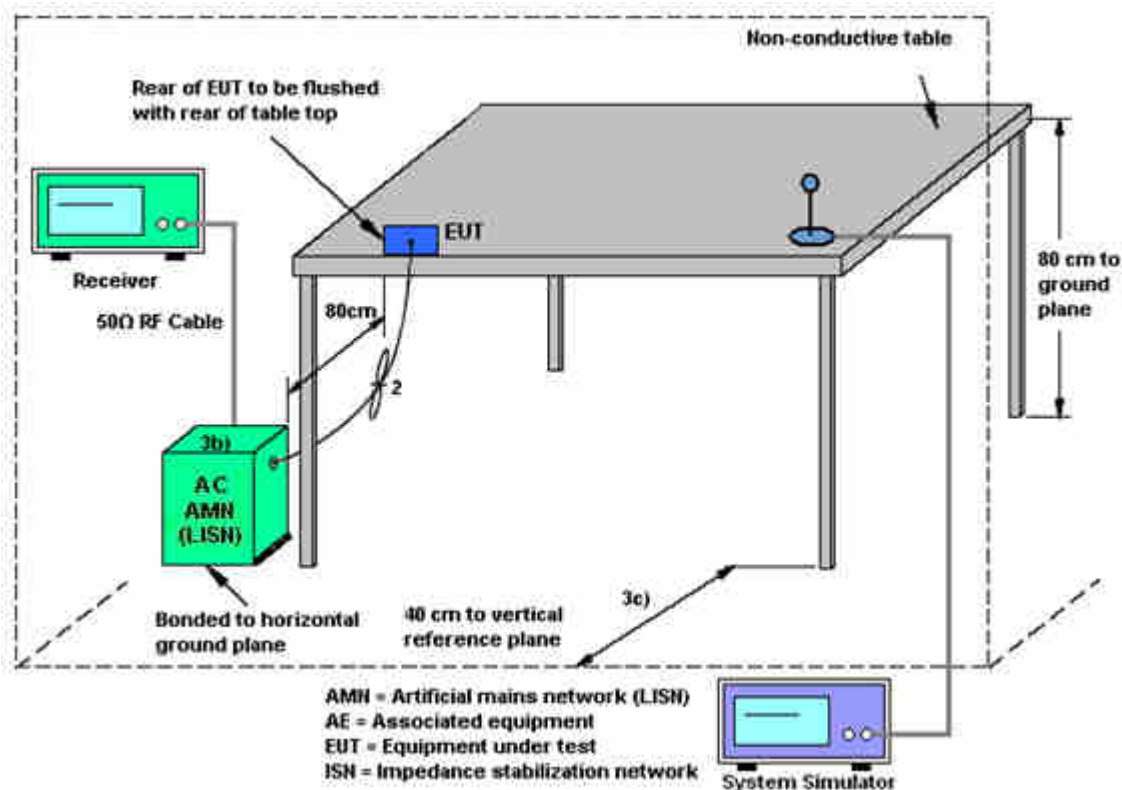 Non-conductive table
Rear of EUT to be flushed
with rear of table top
EUT
Receiver
80 cm to
ground
plane
80cm
50Ω RF Cable
2
3b)
AC
AMN
(LISN)
3c)
Bonded to horizontal
ground plane
40 cm to vertical
reference plane
AMN = Artificial mains network (LISN)
AE = Associated equipment
EUT = Equipment under test
ISN = Impedance stabilization network
System Simulator